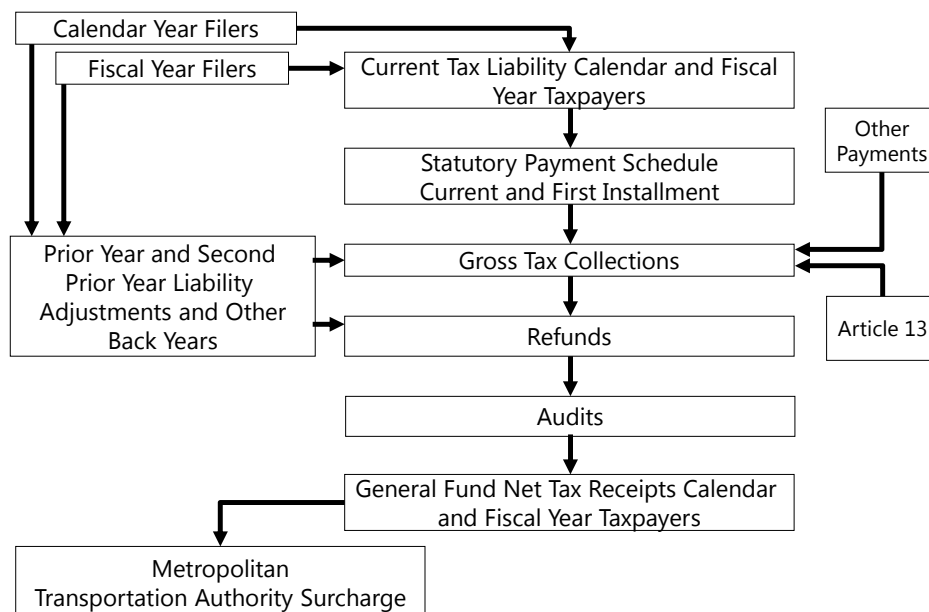 Calendar Year Filers
Fiscal Year Filers
Current Tax Liability Calendar and Fiscal
Year Taxpayers
Other
Payments
Statutory Payment Schedule
Current and First Installment
Prior Year and Second
Prior Year Liability
Adjustments and Other
Back Years
Gross Tax Collections
Article 13
Refunds
Audits
General Fund Net Tax Receipts Calendar
and Fiscal Year Taxpayers
Metropolitan
Transportation Authority Surcharge